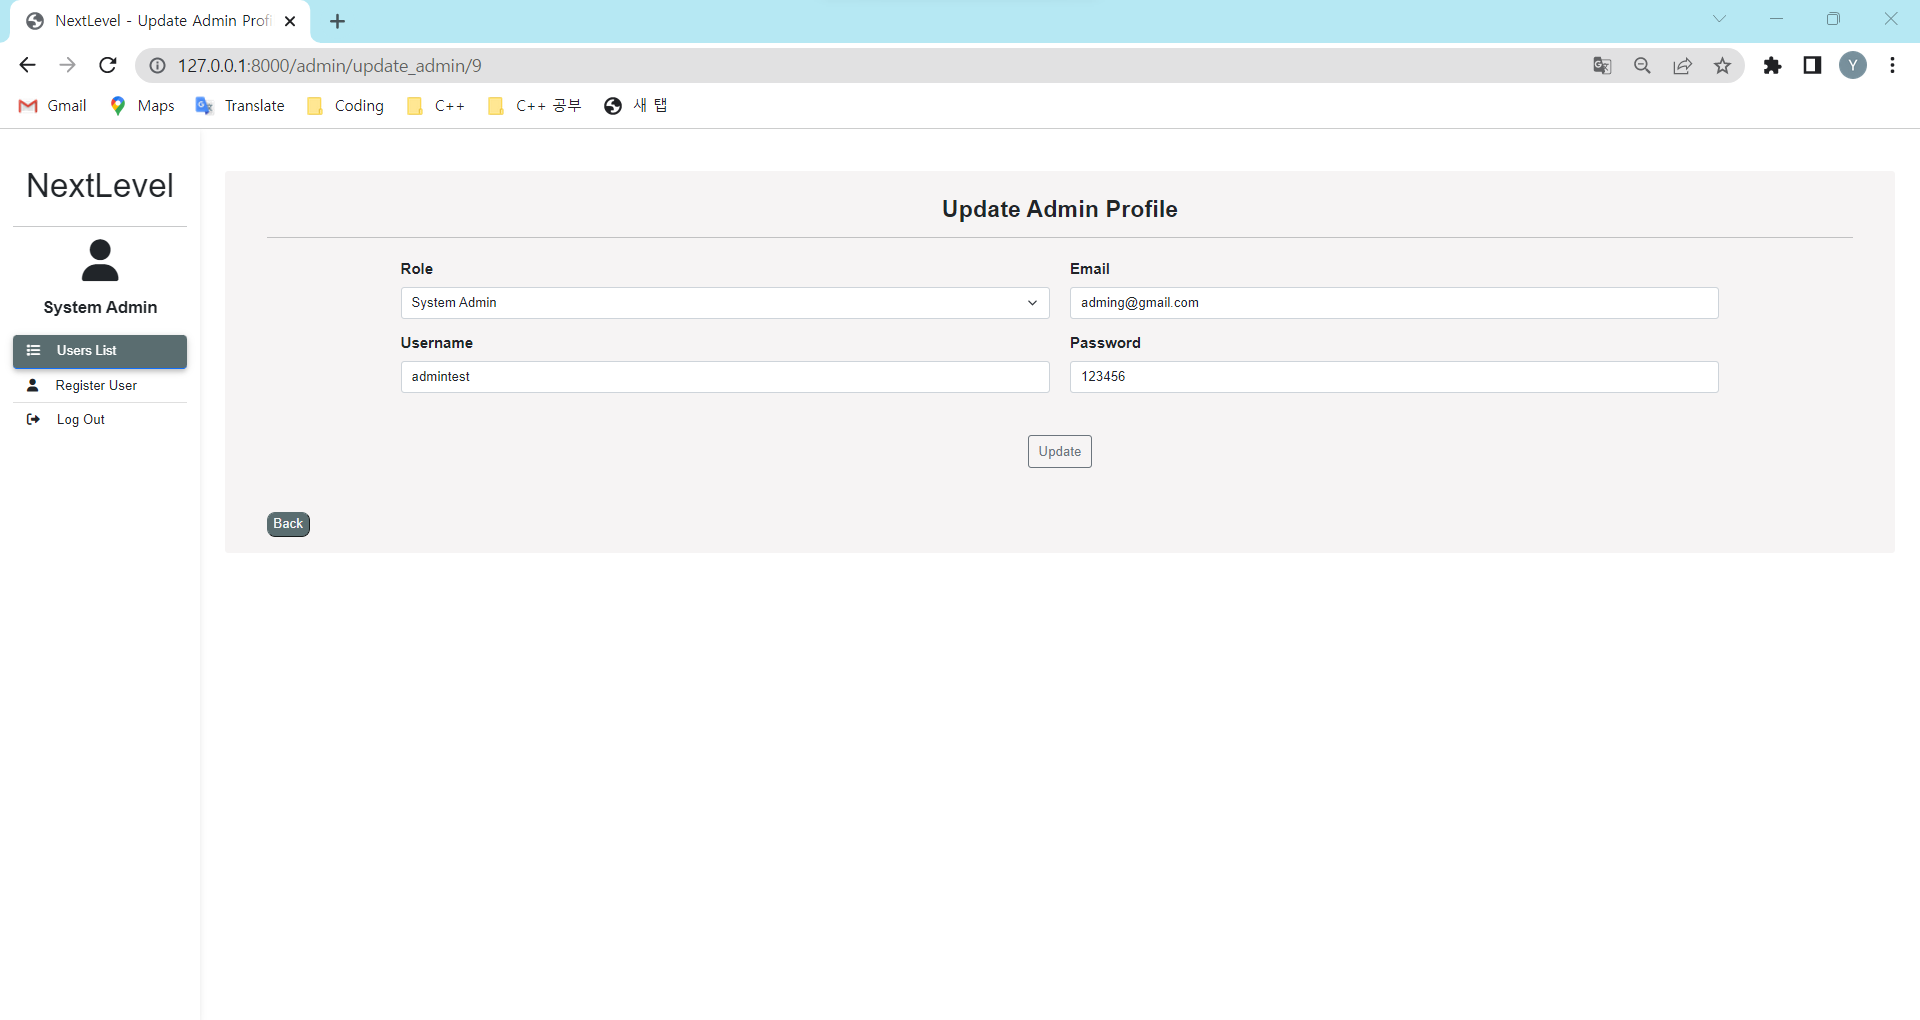 NextLevel - Update Admin Prof
127.0.0.1:8000/admin/update_admin/9
Y
Gmail
Maps
Translate
Coding
C++
C++ 공부
새 탭
NextLevel
System Admin
Users List
Register User
Log Out
Update Admin Profile
Role
Email
System Admin
adming@gmail.com
Username
Password
admintest
123456
Update
Back